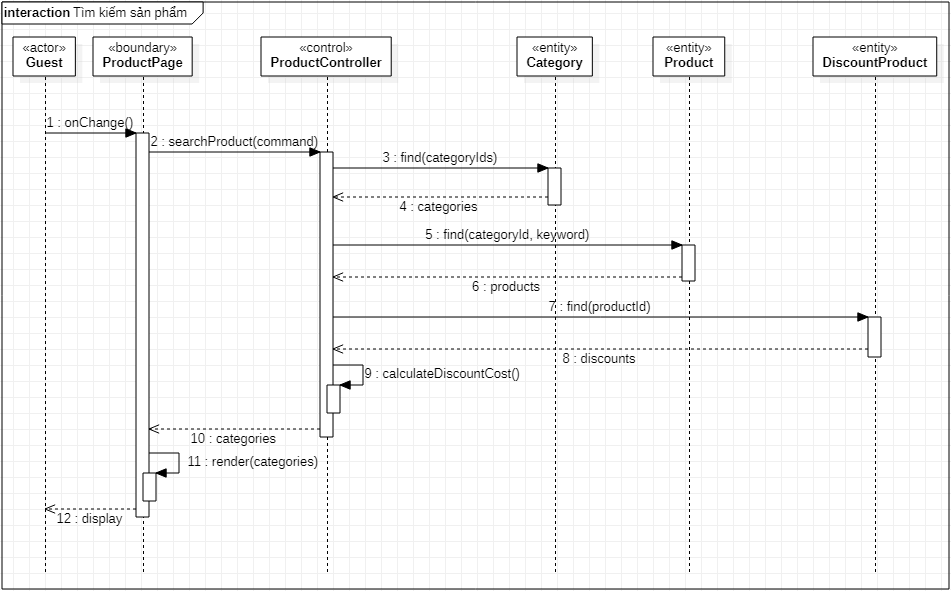 interaction Tìm kiếm sản phẩm
«actor»
Guest
«boundary»
ProductPage
«control»
ProductController
«entity»
Category
«entity»
Product
«entity»
DiscountProduct
1 : onChange()
2 : searchProduct(command)
3 : find(categoryIds)
4 : categories
5 : find(categoryId, keyword)
6 : products
7 : find(productId)
8 : discounts
9 : calculateDiscountCost()
10 : categories
11 : render(categories)
12 : display